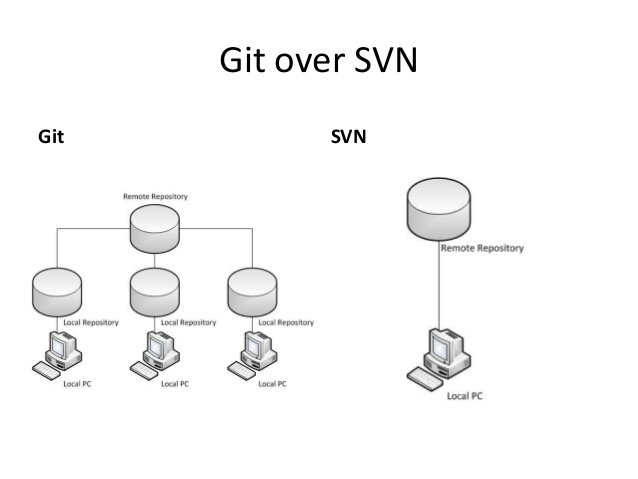 Git over SVN
Git
SVN
Remote Repository
Local Repository
Local Repository
Local Repository
Local PC
Local PC
Local PC
Remote Repository
Local PC